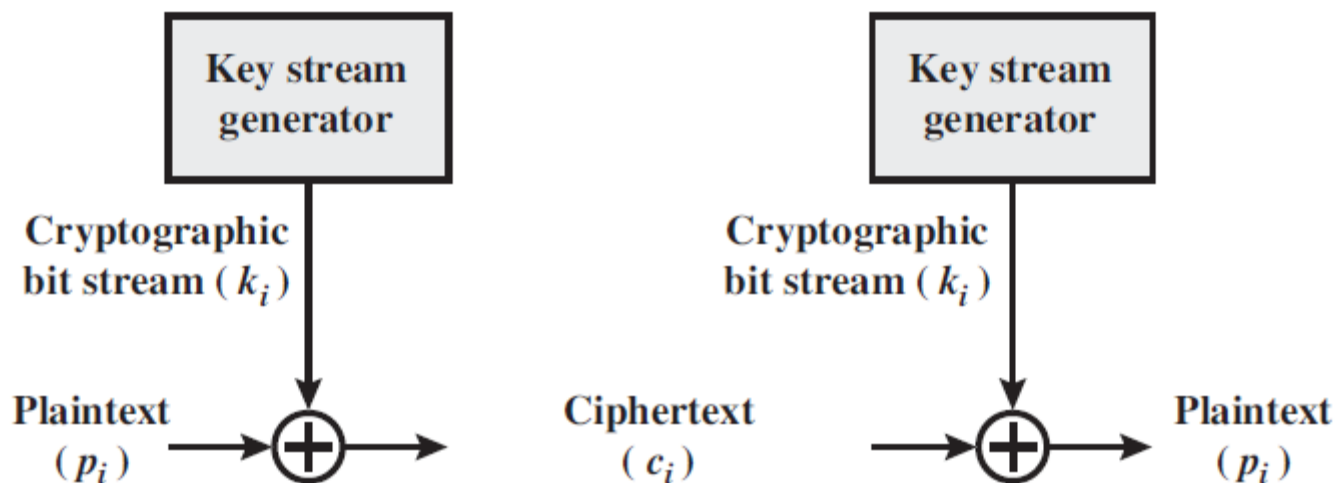 Key stream
generator
Key stream
generator
Cryptographic
bit stream ( kᵢ )
Cryptographic
bit stream ( kᵢ )
Plaintext
( pᵢ )
Ciphertext
( cᵢ )
Plaintext
( pᵢ )